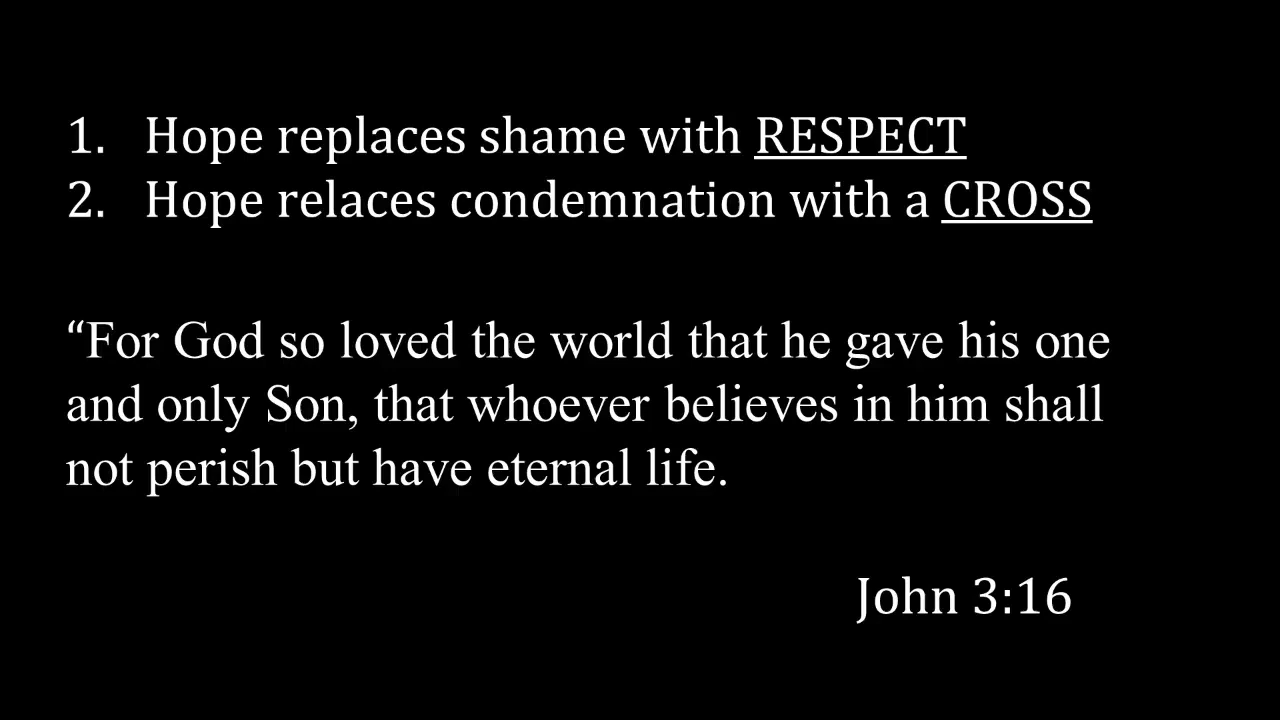 1. Hope replaces shame with RESPECT
2. Hope relaces condemnation with a CROSS
“For God so loved the world that he gave his one
and only Son, that whoever believes in him shall
not perish but have eternal life.
John 3:16